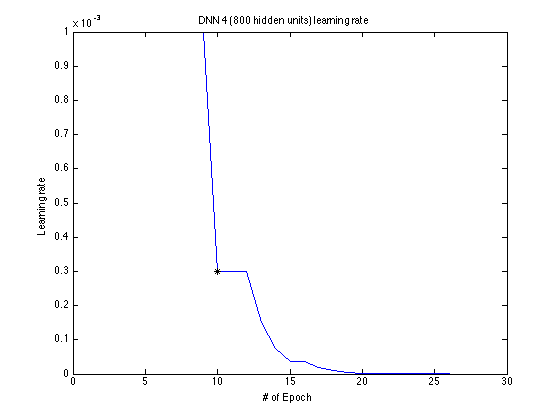 DNN 4 (800 hidden units) learning rate
x 10^-3
1
0.9
0.8
0.7
0.6
0.5
0.4
0.3
0.2
0.1
0
Learning rate
0 5 10 15 20 25 30
# of Epoch